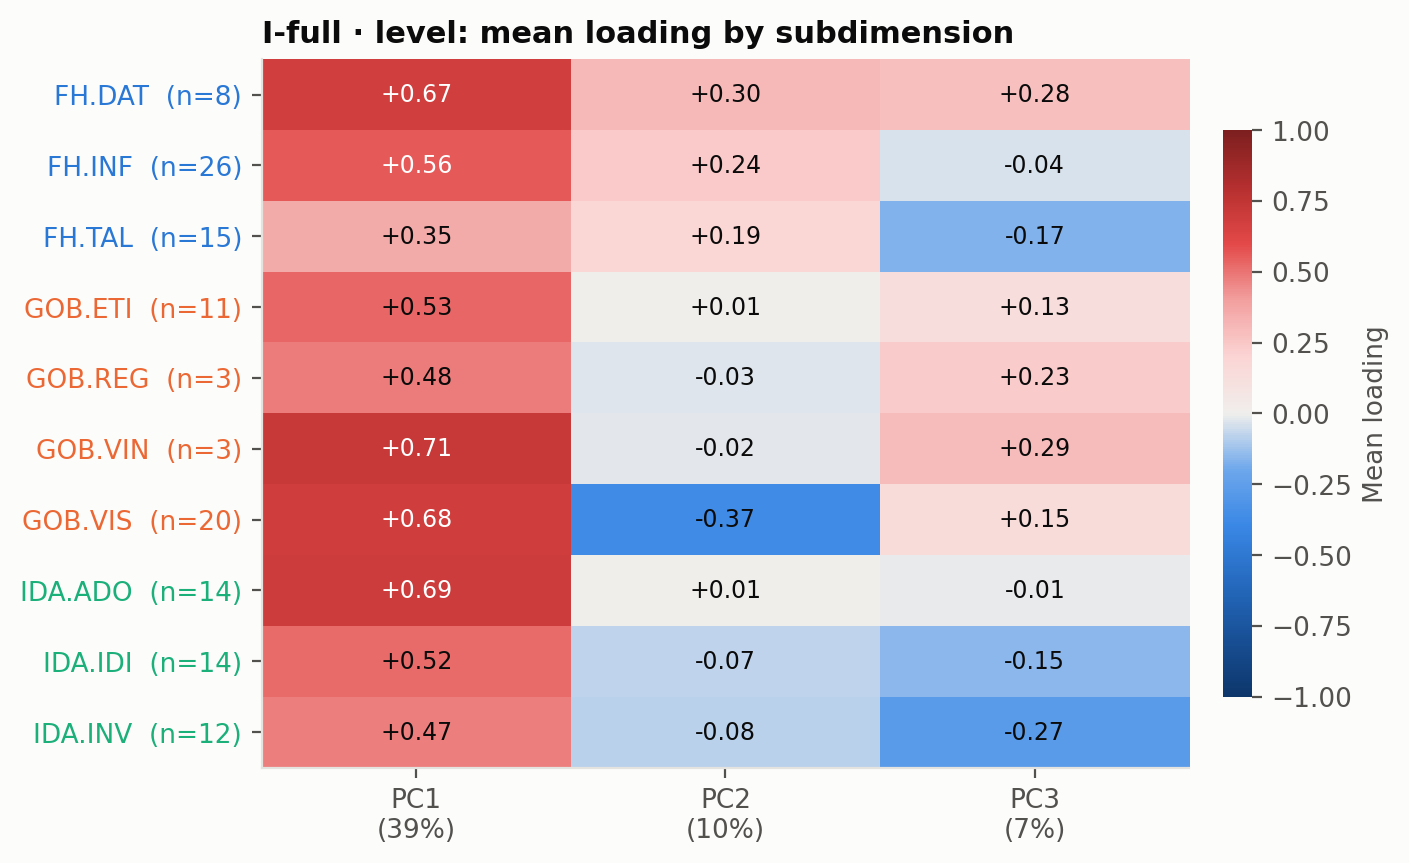 I-full · level: mean loading by subdimension
FH.DAT (n=8) +0.67 +0.30 +0.28
FH.INF (n=26) +0.56 +0.24 -0.04
FH.TAL (n=15) +0.35 +0.19 -0.17
GOB.ETI (n=11) +0.53 +0.01 +0.13
GOB.REG (n=3) +0.48 -0.03 +0.23
GOB.VIN (n=3) +0.71 -0.02 +0.29
GOB.VIS (n=20) +0.68 -0.37 +0.15
IDA.ADO (n=14) +0.69 +0.01 -0.01
IDA.IDI (n=14) +0.52 -0.07 -0.15
IDA.INV (n=12) +0.47 -0.08 -0.27
PC1 PC2 PC3
(39%) (10%) (7%)
1.00
0.75
0.50
0.25
0.00
−0.25
−0.50
−0.75
−1.00
Mean loading